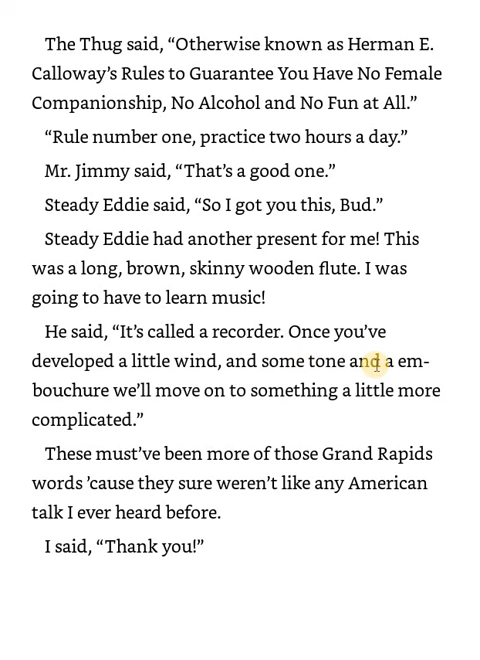 The Thug said, “Otherwise known as Herman E.
Calloway’s Rules to Guarantee You Have No Female
Companionship, No Alcohol and No Fun at All.”
“Rule number one, practice two hours a day.”
Mr. Jimmy said, “That’s a good one.”
Steady Eddie said, “So I got you this, Bud.”
Steady Eddie had another present for me! This
was a long, brown, skinny wooden flute. I was
going to have to learn music!
He said, “It’s called a recorder. Once you’ve
developed a little wind, and some tone and a em-
bouchure we’ll move on to something a little more
complicated.”
These must’ve been more of those Grand Rapids
words ’cause they sure weren’t like any American
talk I ever heard before.
I said, “Thank you!”